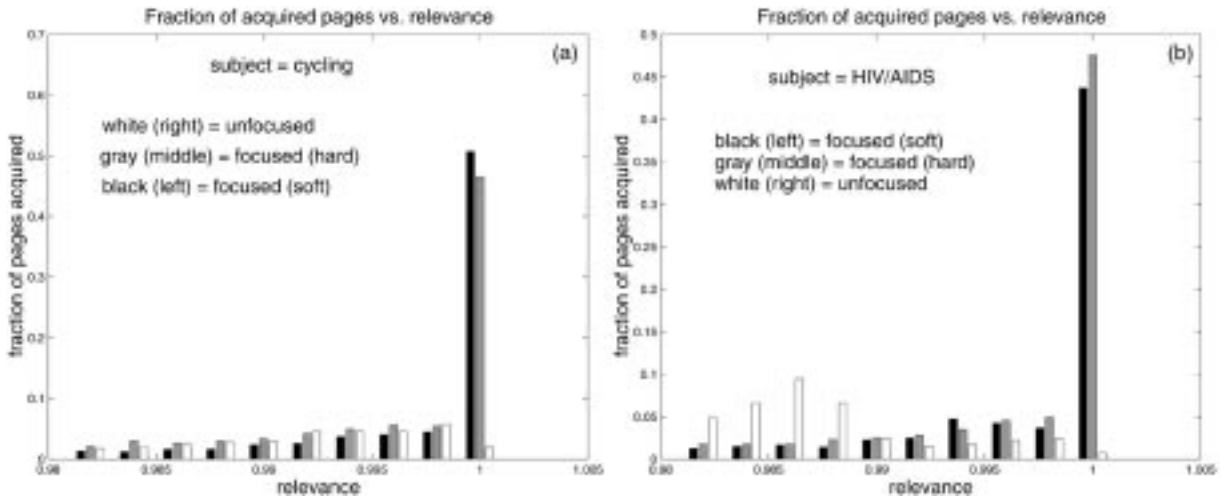 Fraction of acquired pages vs. relevance
(a)
subject = cycling
white (right) = unfocused
gray (middle) = focused (hard)
black (left) = focused (soft)
fraction of pages acquired
0.7
0.6
0.5
0.4
0.3
0.2
0.1
0
0.98
0.985
0.99
0.995
1
1.005
relevance
Fraction of acquired pages vs. relevance
(b)
subject = HIV/AIDS
black (left) = focused (soft)
gray (middle) = focused (hard)
white (right) = unfocused
fraction of pages acquired
0.5
0.45
0.4
0.35
0.3
0.25
0.2
0.15
0.1
0.05
0
0.98
0.985
0.99
0.995
1
1.005
relevance